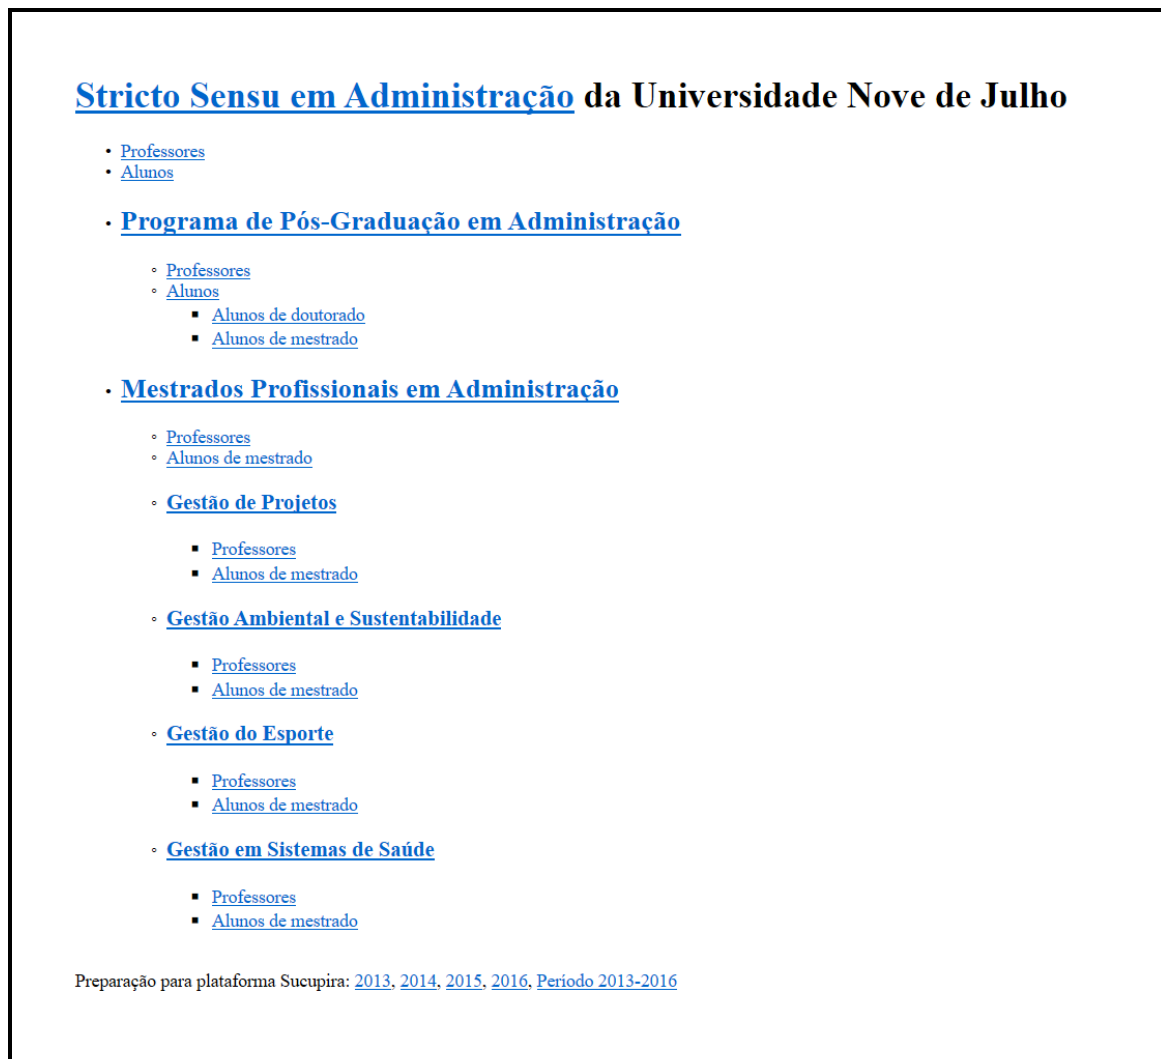 Stricto Sensu em Administração da Universidade Nove de Julho
Professores
Alunos
Programa de Pós-Graduação em Administração
Professores
Alunos
Alunos de doutorado
Alunos de mestrado
Mestrados Profissionais em Administração
Professores
Alunos de mestrado
Gestão de Projetos
Professores
Alunos de mestrado
Gestão Ambiental e Sustentabilidade
Professores
Alunos de mestrado
Gestão do Esporte
Professores
Alunos de mestrado
Gestão em Sistemas de Saúde
Professores
Alunos de mestrado
Preparação para plataforma Sucupira: 2013, 2014, 2015, 2016, Período 2013-2016